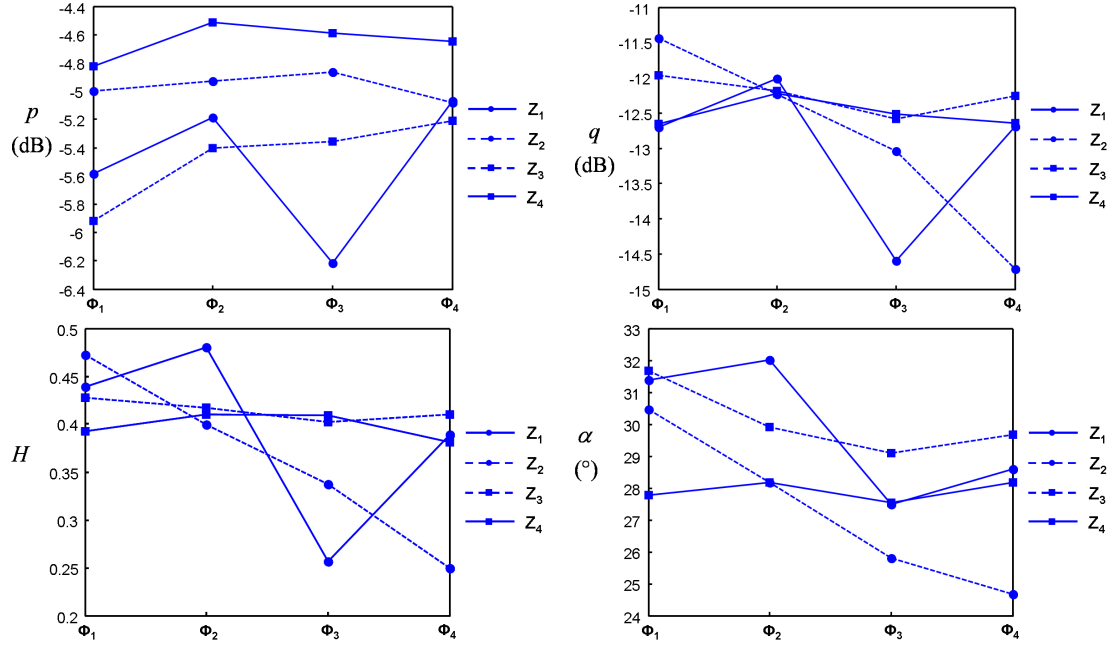 -4.4
-4.6
-4.8
-5
-5.2
-5.4
-5.6
-5.8
-6
-6.2
-6.4
p
(dB)
Φ1 Φ2 Φ3 Φ4
Z1
Z2
Z3
Z4
-11
-11.5
-12
-12.5
-13
-13.5
-14
-14.5
-15
q
(dB)
Φ1 Φ2 Φ3 Φ4
Z1
Z2
Z3
Z4
0.5
0.45
0.4
0.35
0.3
0.25
0.2
H
Φ1 Φ2 Φ3 Φ4
Z1
Z2
Z3
Z4
33
32
31
30
29
28
27
26
25
24
α
(°)
Φ1 Φ2 Φ3 Φ4
Z1
Z2
Z3
Z4